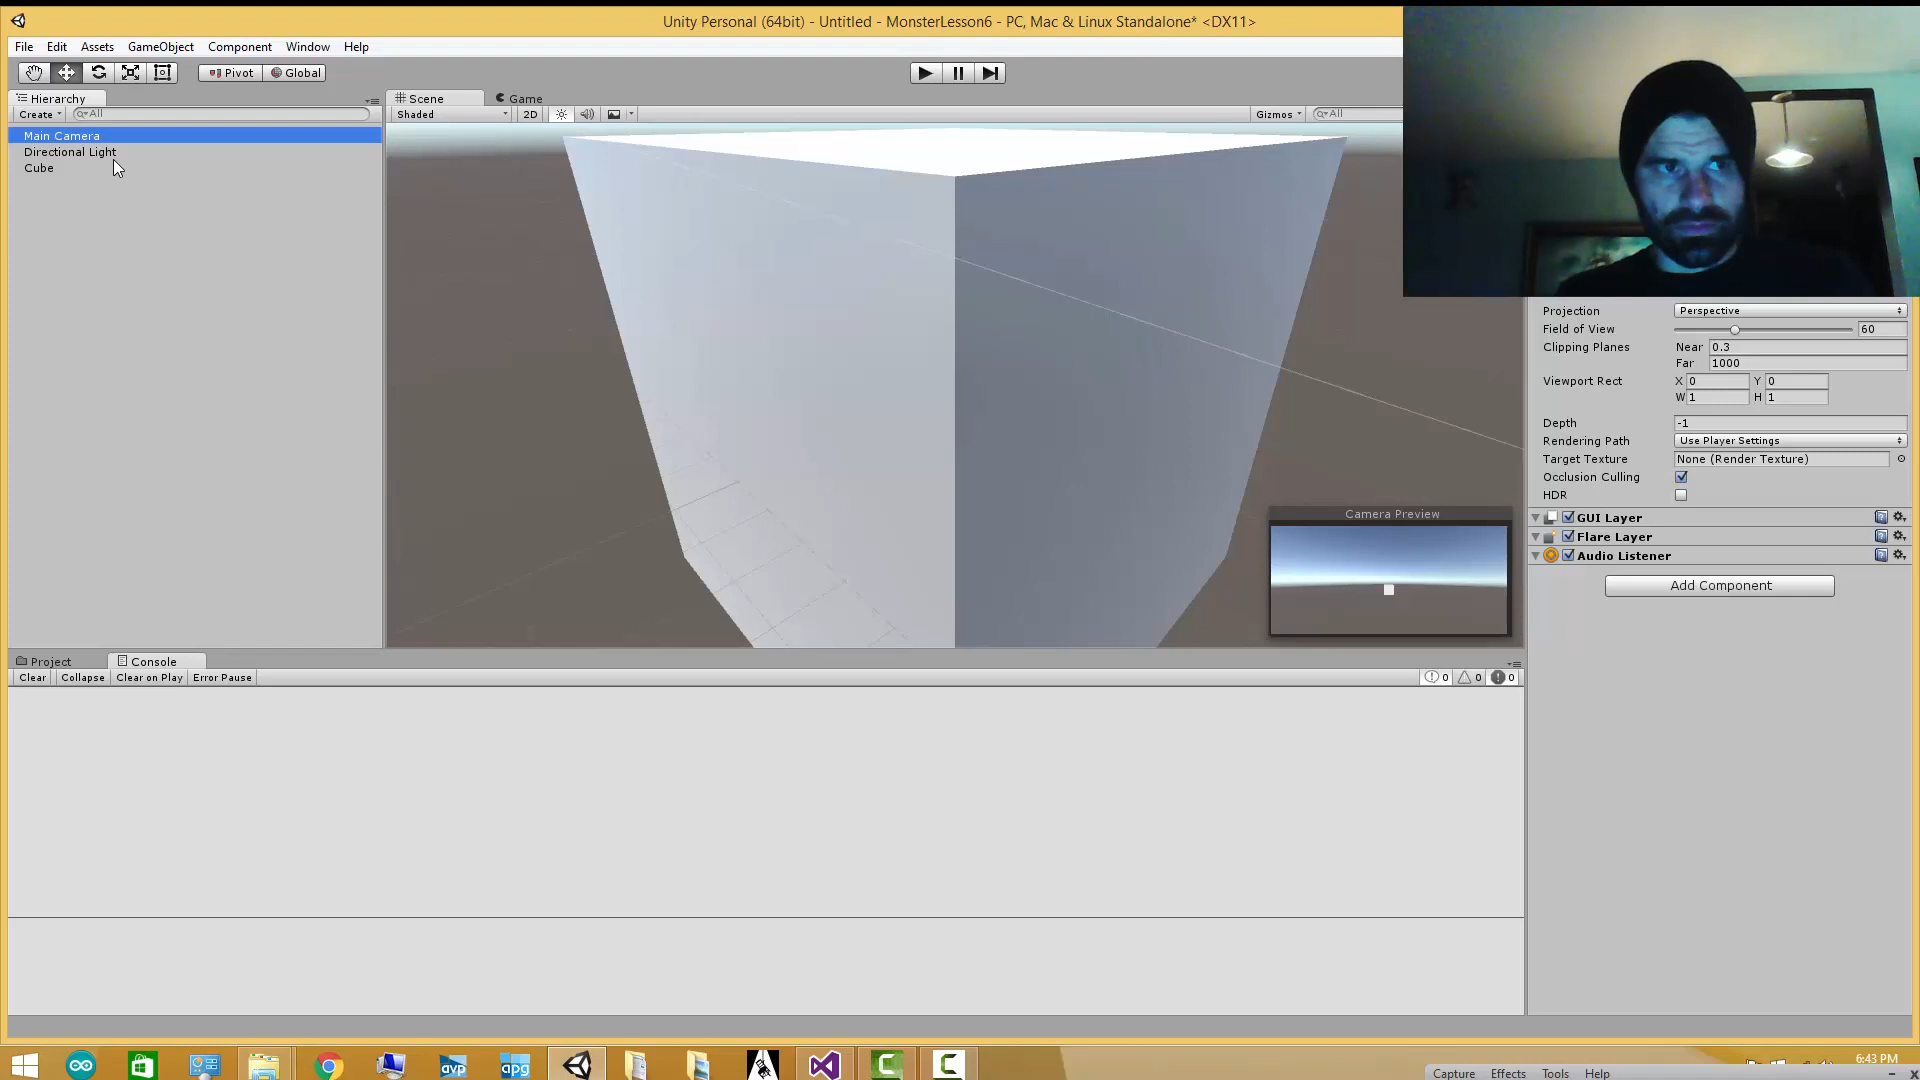 Unity Personal (64bit) - Untitled - MonsterLesson6 - PC, Mac & Linux Standalone* <DX11>
File Edit Assets GameObject Component Window Help
Pivot Global
Hierarchy
Create All
Main Camera
Directional Light
Cube
Scene Game
Shaded 2D Gizmos All
Camera Preview
Projection Perspective
Field of View 60
Clipping Planes Near 0.3
Far 1000
Viewport Rect X 0 Y 0
W 1 H 1
Depth -1
Rendering Path Use Player Settings
Target Texture None (Render Texture)
Occlusion Culling
HDR
GUI Layer
Flare Layer
Audio Listener
Add Component
Project Console
Clear Collapse Clear on Play Error Pause 0 0 0
avp apg
6:43 PM
Capture Effects Tools Help